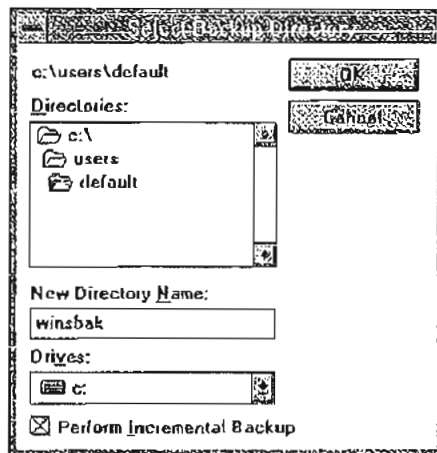 Select Backup Directory
c:\users\default
OK
Directories:
Cancel
c:\
users
default
New Directory Name:
winsbak
Drives:
c:
Perform Incremental Backup